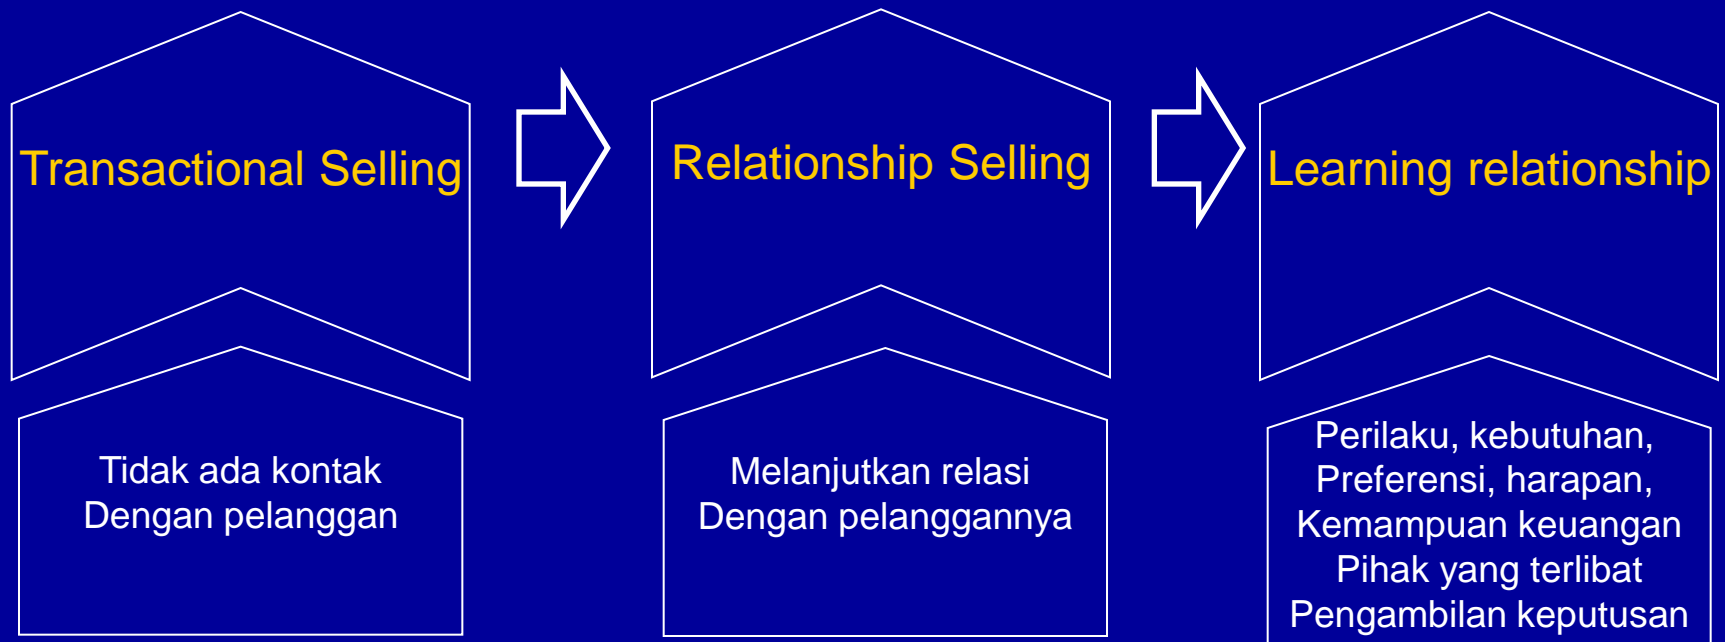 Transactional Selling
Relationship Selling
Learning relationship
Tidak ada kontak
Dengan pelanggan
Melanjutkan relasi
Dengan pelanggannya
Perilaku, kebutuhan,
Preferensi, harapan,
Kemampuan keuangan
Pihak yang terlibat
Pengambilan keputusan